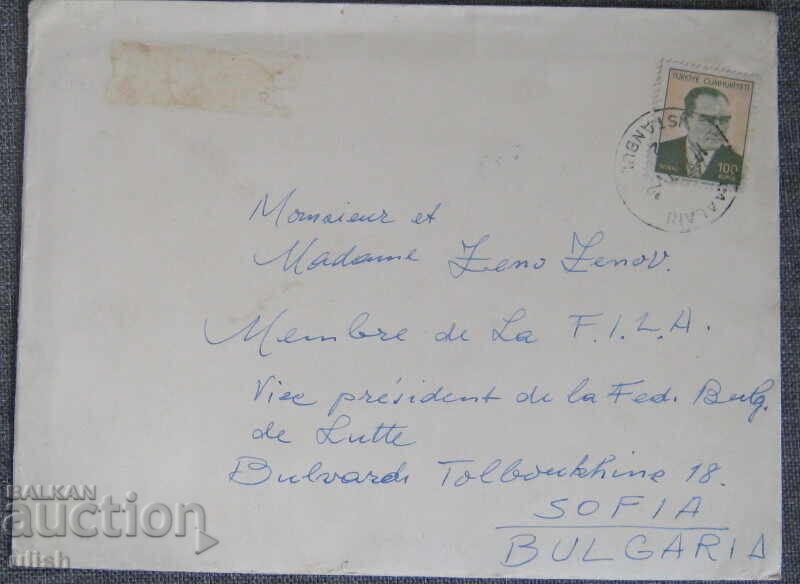 TÜRKİYE CUMHURİYETİ
100
İSTANBUL
Monsieur et
Madame Zeno Zenov.
Membre de La F.I.L.A.
Vice président de la Fed. Bulg.
de Lutte
Bulvardi Tolboukhine 18.
SOFIA
BULGARIA
BALKAN
auction